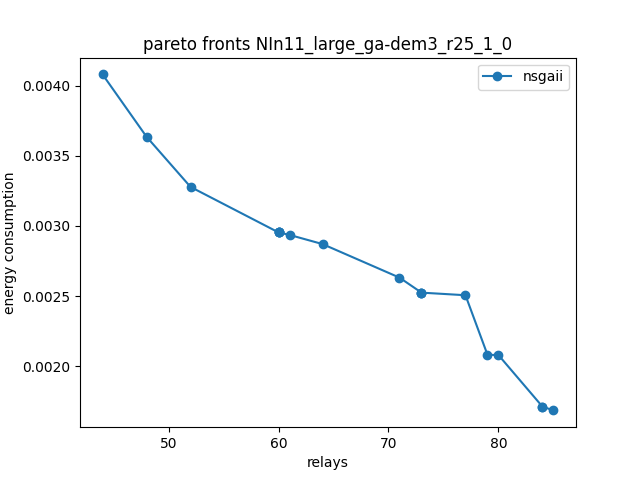 pareto fronts NIn11_large_ga-dem3_r25_1_0
nsgaii
0.0040
0.0035
0.0030
0.0025
0.0020
energy consumption
50 60 70 80
relays